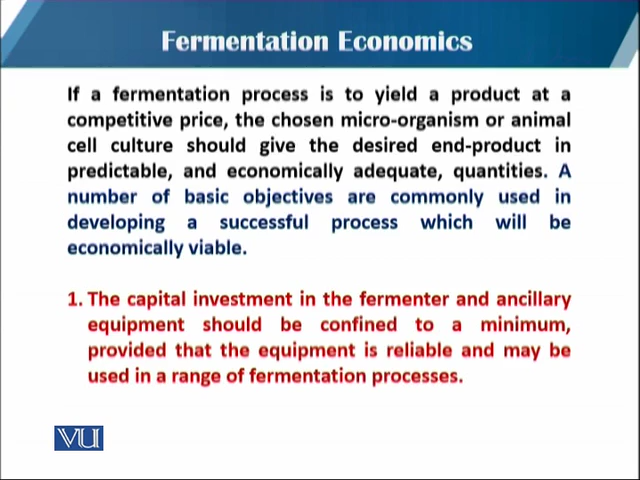 Fermentation Economics
If a fermentation process is to yield a product at a
competitive price, the chosen micro-organism or animal
cell culture should give the desired end-product in
predictable, and economically adequate, quantities. A
number of basic objectives are commonly used in
developing a successful process which will be
economically viable.
1. The capital investment in the fermenter and ancillary
equipment should be confined to a minimum,
provided that the equipment is reliable and may be
used in a range of fermentation processes.
VU